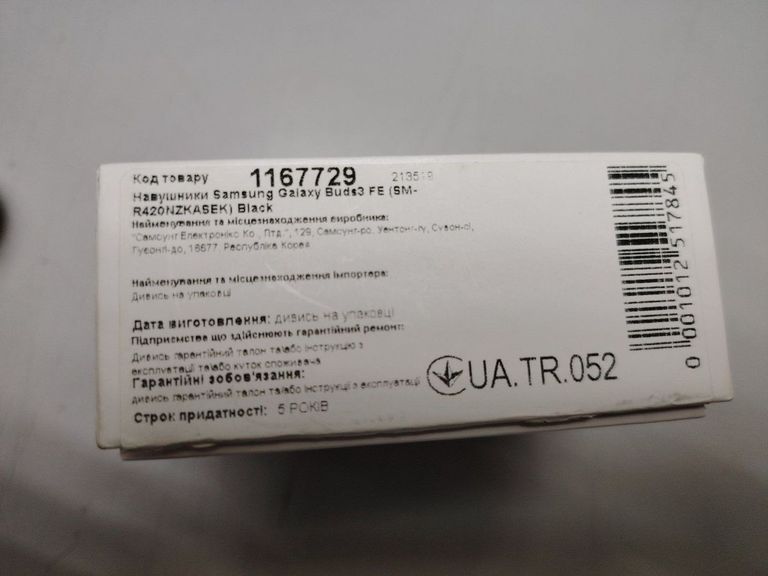 Код товару 1167729 213519
Навушники Samsung Galaxy Buds3 FE (SM-
R420NZKASEK) Black
Найменування та місцезнаходження виробника:
"Самсунг Електронікс Ко., Лтд.", 129, Самсунг-ро, Йонтонг-гу, Сувон-сі,
Гуеонгі-до, 16677, Республіка Корея
Найменування та місцезнаходження імпортера:
Дивись на упаковці
Дата виготовлення: дивись на упаковці
Підприємства що здійснюють гарантійний ремонт:
Дивись гарантійний талон та/або інструкцію з
експлуатації та/або куток споживача
Гарантійні зобов'язання:
дивись гарантійний талон та/або інструкції з експлуатації
Строк придатності: 5 РОКІВ
UA.TR.052
0 001012 517845